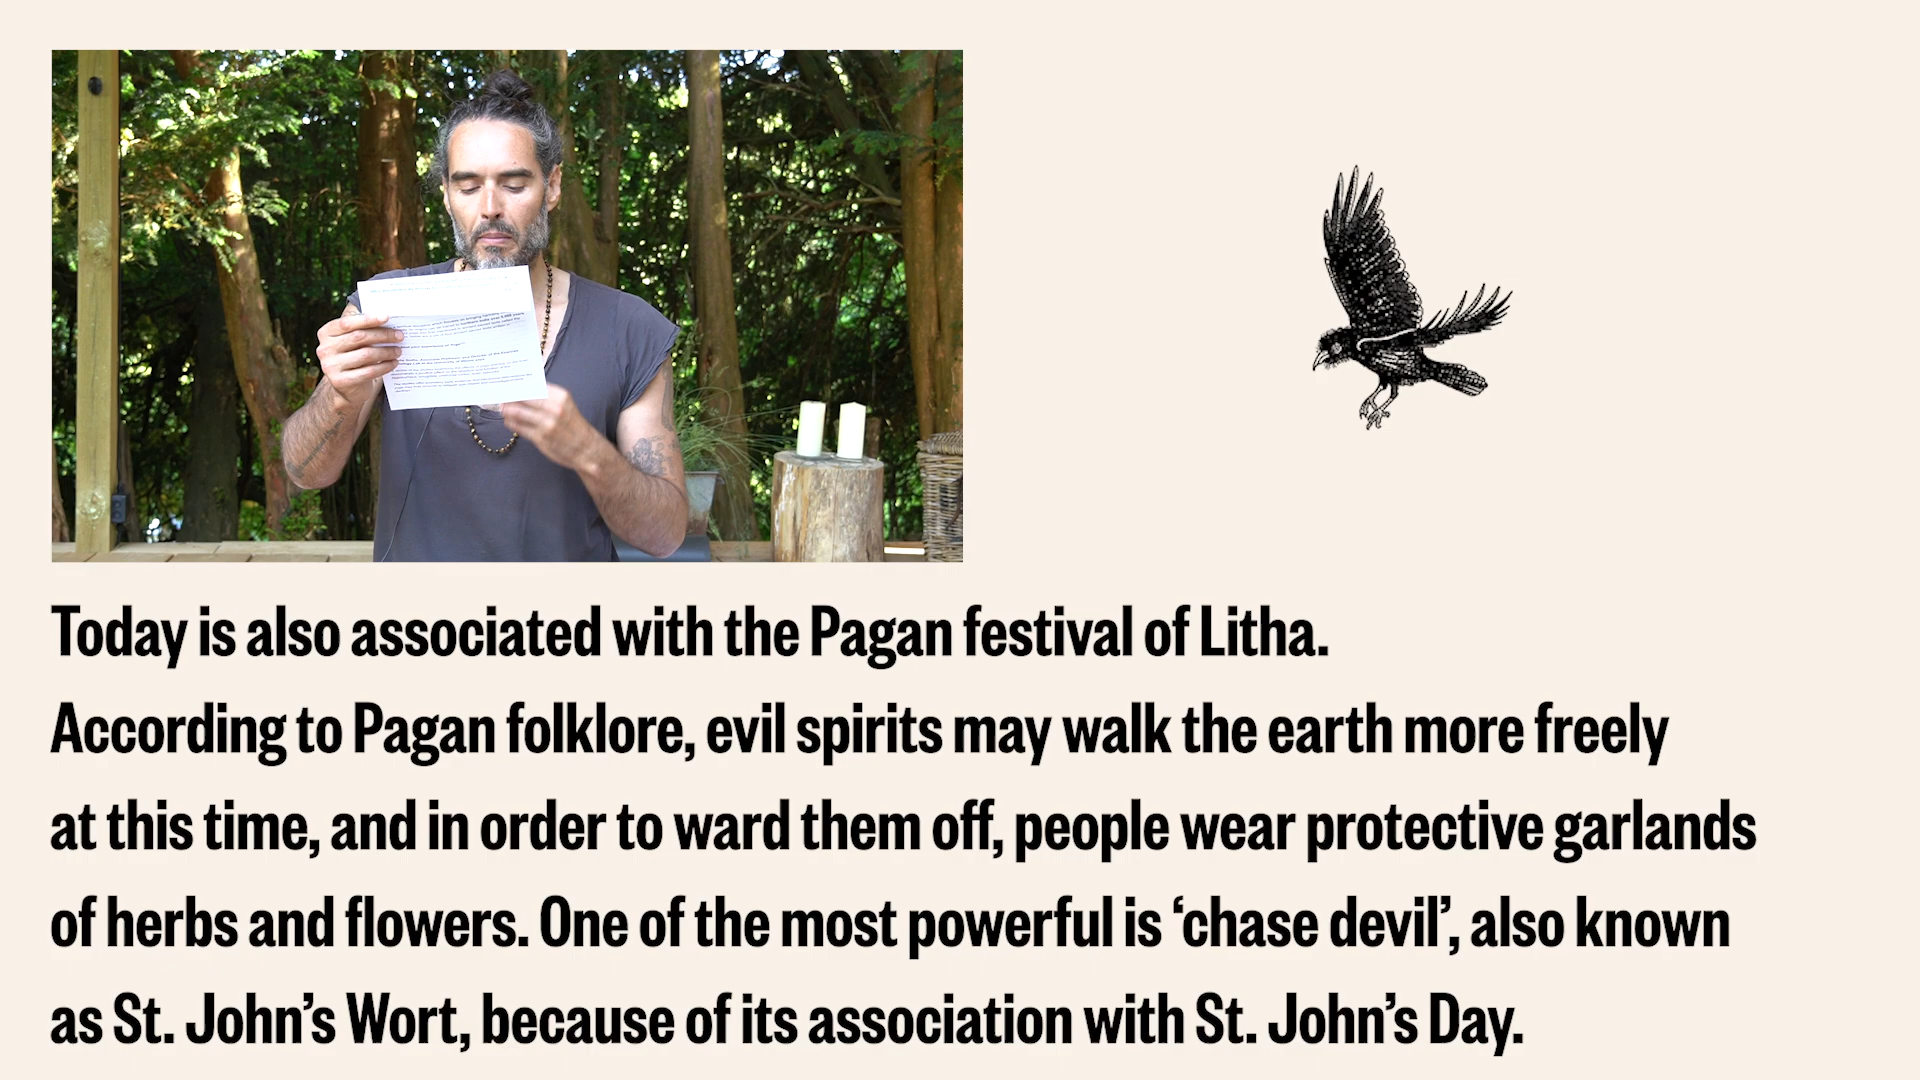 Today is also associated with the Pagan festival of Litha.
According to Pagan folklore, evil spirits may walk the earth more freely
at this time, and in order to ward them off, people wear protective garlands
of herbs and flowers. One of the most powerful is ‘chase devil’, also known
as St. John’s Wort, because of its association with St. John’s Day.